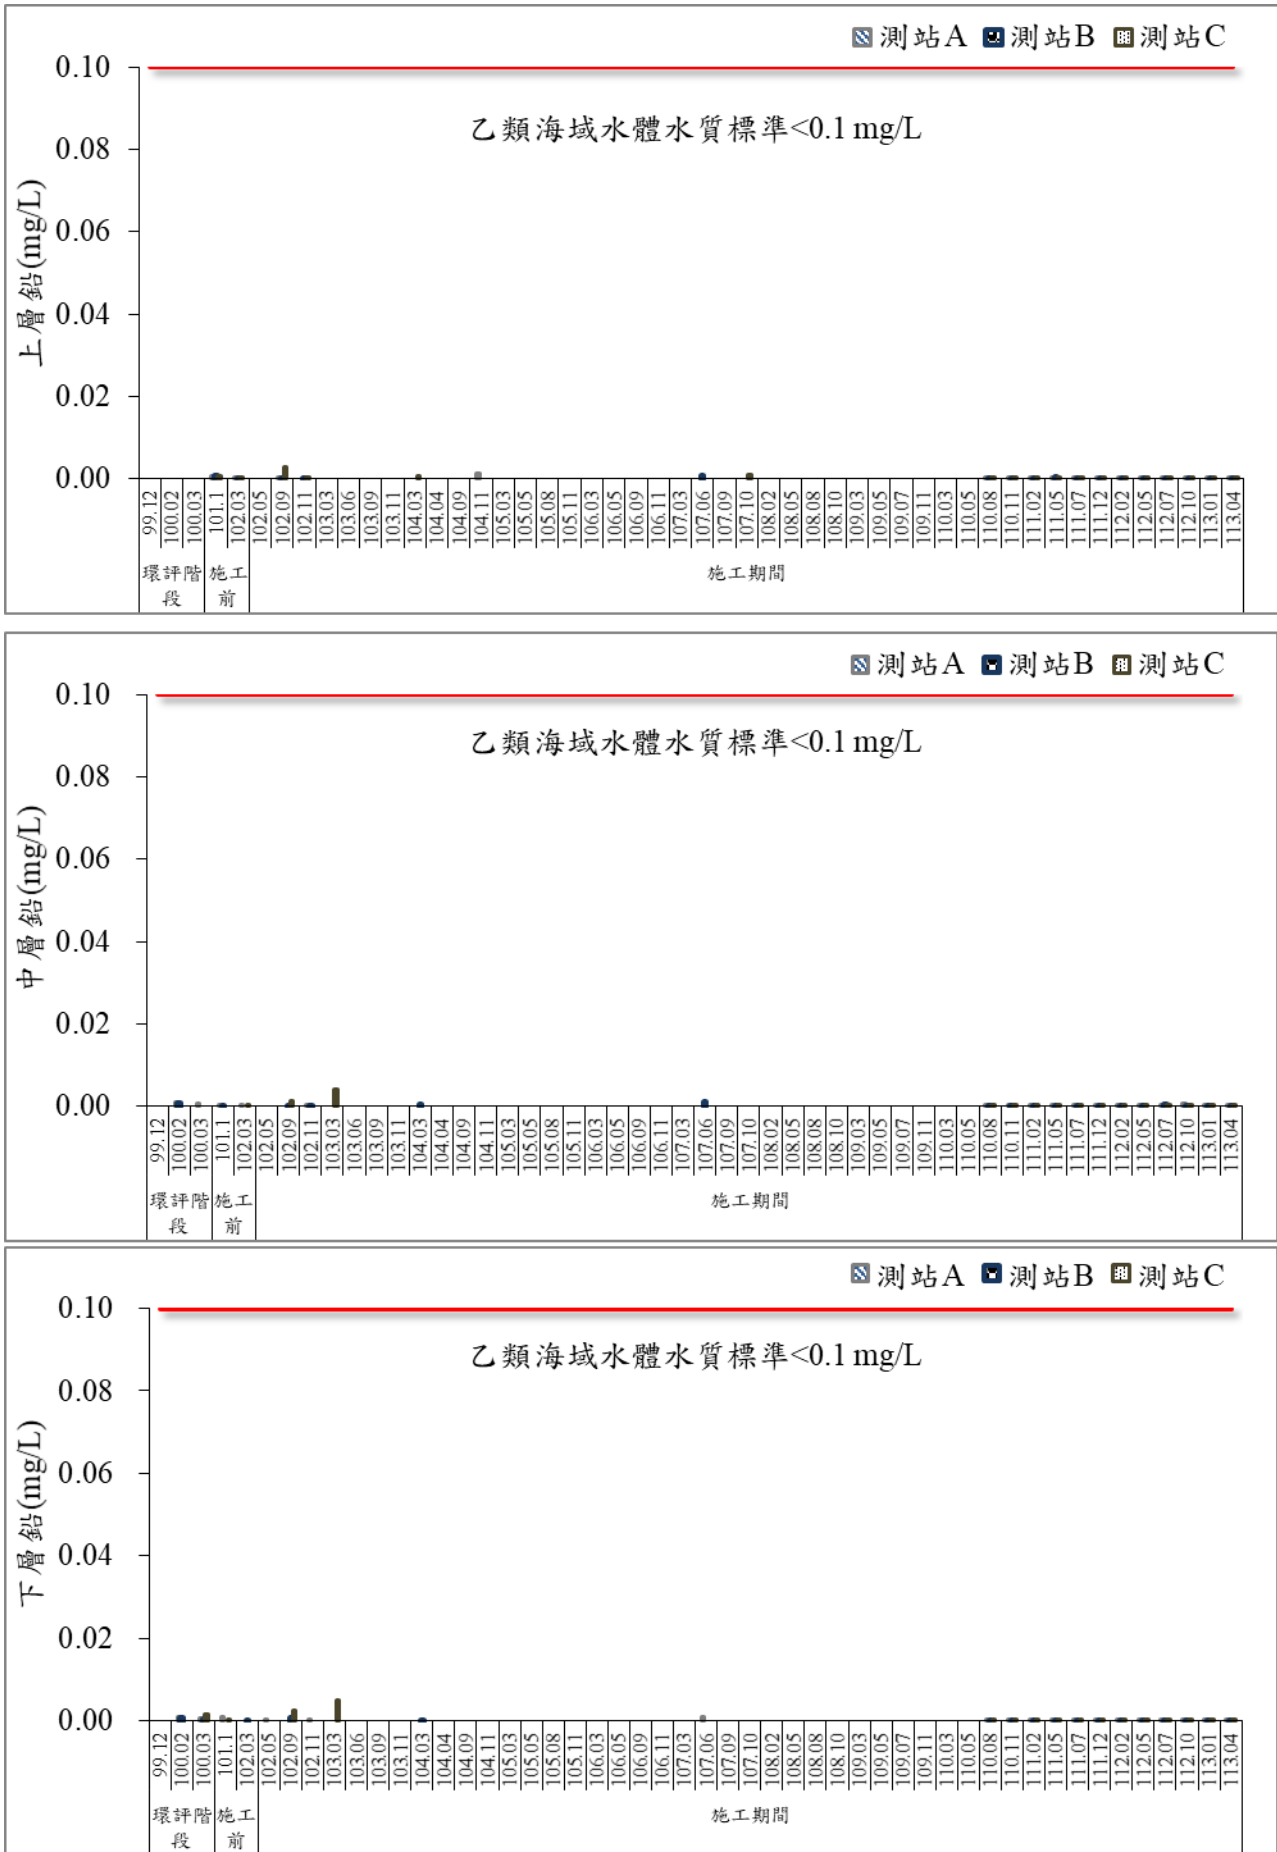 測站A 測站B 測站C
0.10
乙類海域水體水質標準<0.1 mg/L
0.08
0.06
0.04
0.02
0.00
上層鉛(mg/L)
99.12 100.02 100.03 101.1 102.03 102.05 102.09 102.11 103.03 103.06 103.09 103.11 104.03 104.04 104.09 104.11 105.03 105.05 105.08 105.11 106.03 106.05 106.09 106.11 107.03 107.06 107.09 107.10 108.02 108.05 108.08 108.10 109.03 109.05 109.07 109.11 110.03 110.05 110.08 110.11 111.02 111.05 111.07 111.12 112.02 112.05 112.07 112.10 113.01 113.04
環評階段 施工前 施工期間
測站A 測站B 測站C
0.10
乙類海域水體水質標準<0.1 mg/L
0.08
0.06
0.04
0.02
0.00
中層鉛(mg/L)
99.12 100.02 100.03 101.1 102.03 102.05 102.09 102.11 103.03 103.06 103.09 103.11 104.03 104.04 104.09 104.11 105.03 105.05 105.08 105.11 106.03 106.05 106.09 106.11 107.03 107.06 107.09 107.10 108.02 108.05 108.08 108.10 109.03 109.05 109.07 109.11 110.03 110.05 110.08 110.11 111.02 111.05 111.07 111.12 112.02 112.05 112.07 112.10 113.01 113.04
環評階段 施工前 施工期間
測站A 測站B 測站C
0.10
乙類海域水體水質標準<0.1 mg/L
0.08
0.06
0.04
0.02
0.00
下層鉛(mg/L)
99.12 100.02 100.03 101.1 102.03 102.05 102.09 102.11 103.03 103.06 103.09 103.11 104.03 104.04 104.09 104.11 105.03 105.05 105.08 105.11 106.03 106.05 106.09 106.11 107.03 107.06 107.09 107.10 108.02 108.05 108.08 108.10 109.03 109.05 109.07 109.11 110.03 110.05 110.08 110.11 111.02 111.05 111.07 111.12 112.02 112.05 112.07 112.10 113.01 113.04
環評階段 施工前 施工期間